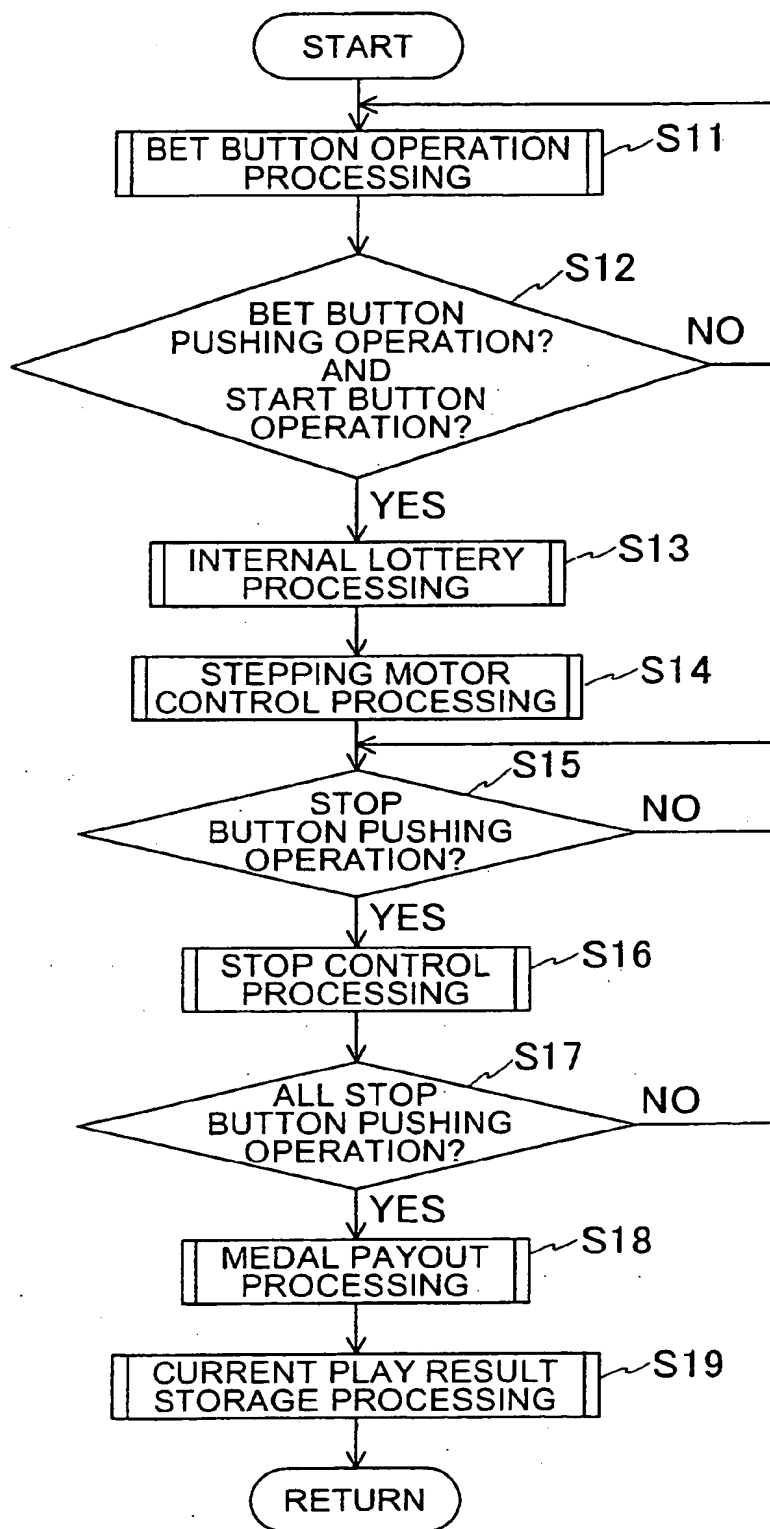 START
BET BUTTON OPERATION
PROCESSING
S11
S12
BET BUTTON
PUSHING OPERATION?
AND
START BUTTON
OPERATION?
NO
YES
INTERNAL LOTTERY
PROCESSING
S13
STEPPING MOTOR
CONTROL PROCESSING
S14
S15
STOP
BUTTON PUSHING
OPERATION?
NO
YES
STOP CONTROL
PROCESSING
S16
S17
ALL STOP
BUTTON PUSHING
OPERATION?
NO
YES
MEDAL PAYOUT
PROCESSING
S18
CURRENT PLAY RESULT
STORAGE PROCESSING
S19
RETURN